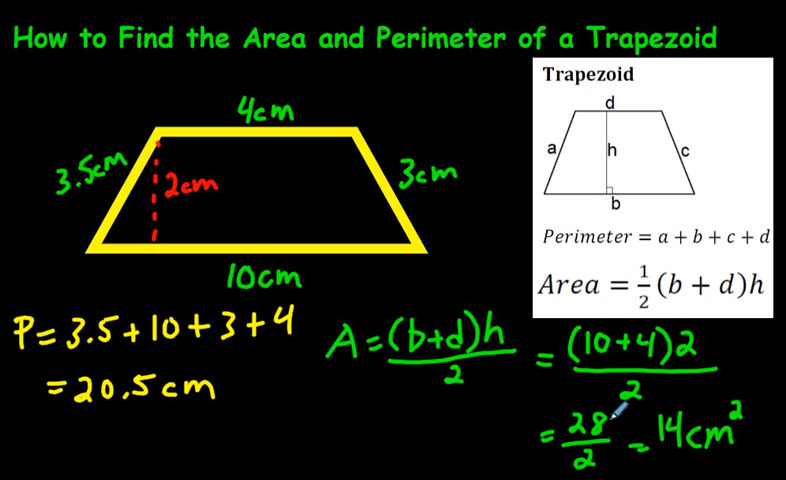 How to Find the Area and Perimeter of a Trapezoid
4cm
3.5cm
2cm
3cm
10cm
Trapezoid
d
a
h
c
b
Perimeter = a + b + c + d
Area = 1/2 (b + d)h
P = 3.5 + 10 + 3 + 4
= 20.5 cm
A = (b+d)h / 2
= (10+4)2 / 2
= 28/2 = 14cm²